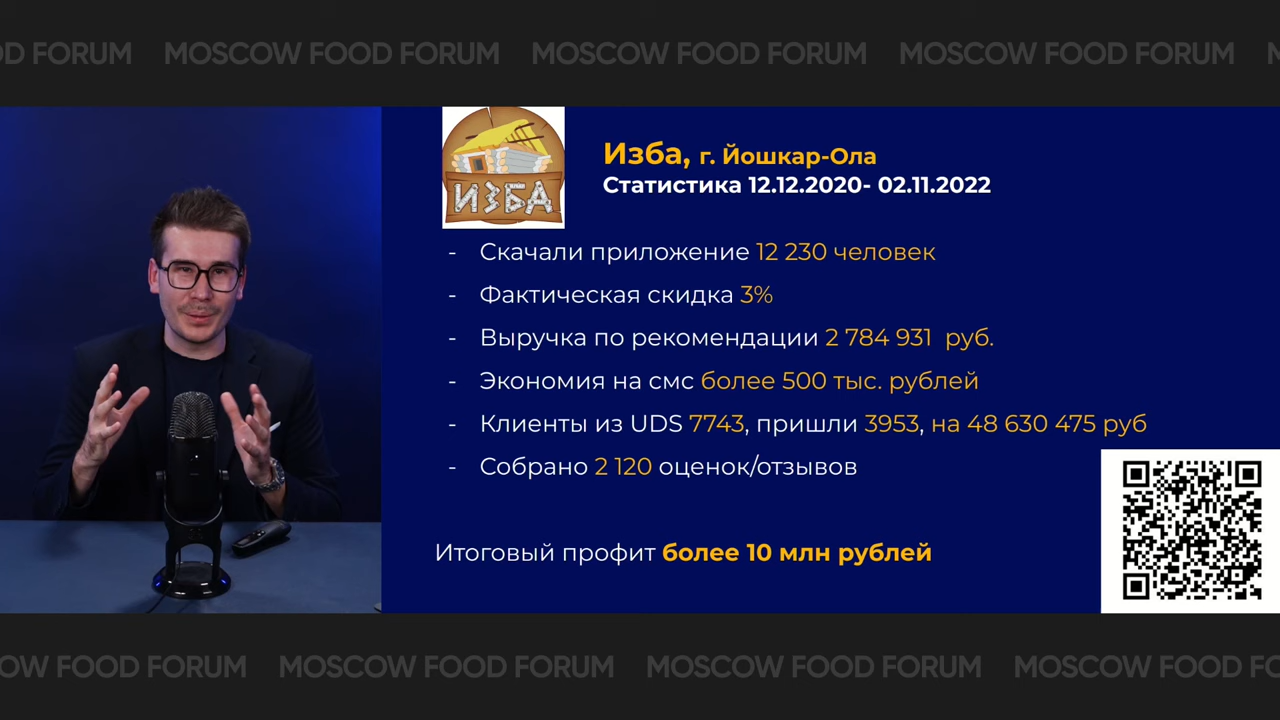 OD FORUM MOSCOW FOOD FORUM MOSCOW FOOD FORUM MOSCOW FOOD FORUM
ИЗБА
Изба, г. Йошкар-Ола
Статистика 12.12.2020- 02.11.2022
- Скачали приложение 12 230 человек
- Фактическая скидка 3%
- Выручка по рекомендации 2 784 931 руб.
- Экономия на смс более 500 тыс. рублей
- Клиенты из UDS 7743, пришли 3953, на 48 630 475 руб
- Собрано 2 120 оценок/отзывов
Итоговый профит более 10 млн рублей
OW FOOD FORUM MOSCOW FOOD FORUM MOSCOW FOOD FORUM MOSCOW FOOD FO